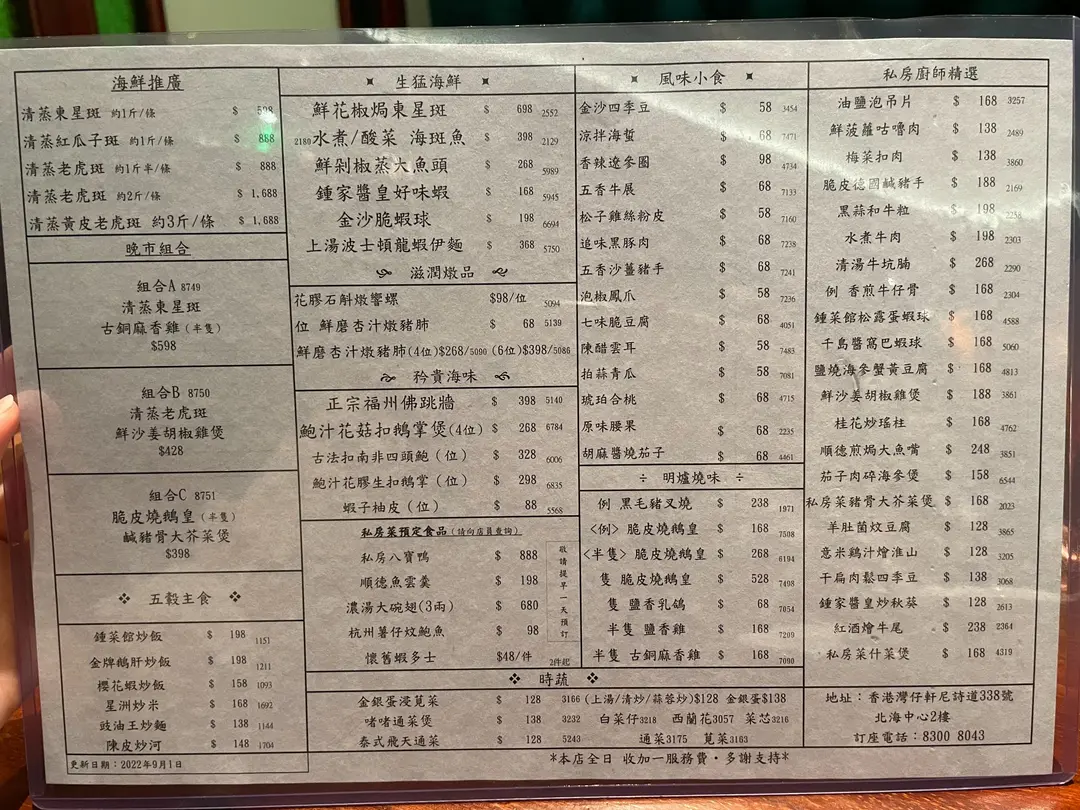 海鮮推廣
清蒸東星斑 約1斤/條 $ 598
清蒸紅瓜子斑 約1斤/條 $ 888
清蒸老虎斑 約1斤半/條 $ 888
清蒸老虎斑 約2斤/條 $ 1,688
清蒸黃皮老虎斑 約3斤/條 $ 1,688
晚市組合
組合A 8749
清蒸東星斑
古銅麻香雞(半隻)
$598
組合B 8750
清蒸老虎斑
鮮沙姜胡椒雞煲
$428
組合C 8751
脆皮燒鵝皇(半隻)
鹹豬骨大芥菜煲
$398
❖ 五穀主食 ❖
鍾菜館炒飯 $ 198 1151
金牌鵝肝炒飯 $ 198 1211
櫻花蝦炒飯 $ 158 1093
星洲炒米 $ 168 1692
豉油王炒麵 $ 138 1144
陳皮炒河 $ 148 1704
更新日期：2022年9月1日
生猛海鮮
鮮花椒焗東星斑 $ 698 2552
2180水煮/酸菜 海斑魚 $ 398 2129
鮮剁椒蒸大魚頭 $ 268 5989
鍾家醬皇好味蝦 $ 168 5945
金沙脆蝦球 $ 198 6694
上湯波士頓龍蝦伊麵 $ 368 5750
滋潤燉品
花膠石斛燉響螺 $98/位 5094
位 鮮磨杏汁燉豬肺 $ 68 5139
鮮磨杏汁燉豬肺(4位)$268/5090 (6位)$398/5086
矜貴海味
正宗福州佛跳牆 $ 398 5140
鮑汁花菇扣鵝掌煲(4位) $ 268 6784
古法扣南非四頭鮑（位） $ 328 6006
鮑汁花膠生扣鵝掌（位） $ 298 6835
蝦子柚皮（位） $ 88 5568
私房菜預定食品(請向店員查詢)
私房八寶鴨 $ 888
順德魚雲羹 $ 198
濃湯大碗翅(3兩) $ 680
杭州薯仔炆鮑魚 $ 98
懷舊蝦多士 $48/件 2件起
敬請提早一天預訂
風味小食
金沙四季豆 $ 58 3454
涼拌海蜇 $ 68 7471
香辣遼參圈 $ 98 4734
五香牛展 $ 68 7133
松子雞絲粉皮 $ 58 7160
追味黑豚肉 $ 68 7238
五香沙薑豬手 $ 68 7241
泡椒鳳爪 $ 58 7236
七味脆豆腐 $ 68 4051
陳醋雲耳 $ 58 7483
拍蒜青瓜 $ 58 7081
琥珀合桃 $ 68 4715
原味腰果 $ 68 2235
胡麻醬燒茄子 $ 68 4461
÷ 明爐燒味 ÷
例 黑毛豬叉燒 $ 238 1971
<例> 脆皮燒鵝皇 $ 168 7508
<半隻> 脆皮燒鵝皇 $ 268 6194
隻 脆皮燒鵝皇 $ 528 7498
隻 鹽香乳鴿 $ 68 7054
半隻 鹽香雞 $ 168 7209
半隻 古銅麻香雞 $ 168 7090
❖ 時蔬 ❖
金銀蛋浸莧菜 $ 128 3166 (上湯/清炒/蒜蓉炒)$128 金銀蛋$138
啫啫通菜煲 $ 138 3232 白菜仔3218 西蘭花3057 菜芯3216
泰式飛天通菜 $ 128 5243 通菜3175 莧菜3163
*本店全日 收加一服務費·多謝支持*
私房廚師精選
油鹽泡吊片 $ 168 3257
鮮菠蘿咕嚕肉 $ 138 2489
梅菜扣肉 $ 138 3860
脆皮德國鹹豬手 $ 188 2169
黑蒜和牛粒 $ 198 2258
水煮牛肉 $ 198 2303
清湯牛坑腩 $ 268 2290
例 香煎牛仔骨 $ 168 2304
鍾菜館松露蛋蝦球 $ 168 4588
千島醬窩巴蝦球 $ 168 5060
鹽燒海參蟹黃豆腐 $ 168 4813
鮮沙姜胡椒雞煲 $ 188 3861
桂花炒瑤柱 $ 168 4762
順德煎焗大魚嘴 $ 248 3851
茄子肉碎海參煲 $ 158 6544
私房菜豬骨大芥菜煲 $ 168 2023
羊肚菌炆豆腐 $ 128 3865
意米鷄汁燴淮山 $ 128 3205
干扁肉鬆四季豆 $ 138 3068
鍾家醬皇炒秋葵 $ 128 2613
紅酒燴牛尾 $ 238 2364
私房菜什菜煲 $ 168 4319
地址：香港灣仔軒尼詩道338號
北海中心2樓
訂座電話：8300 8043